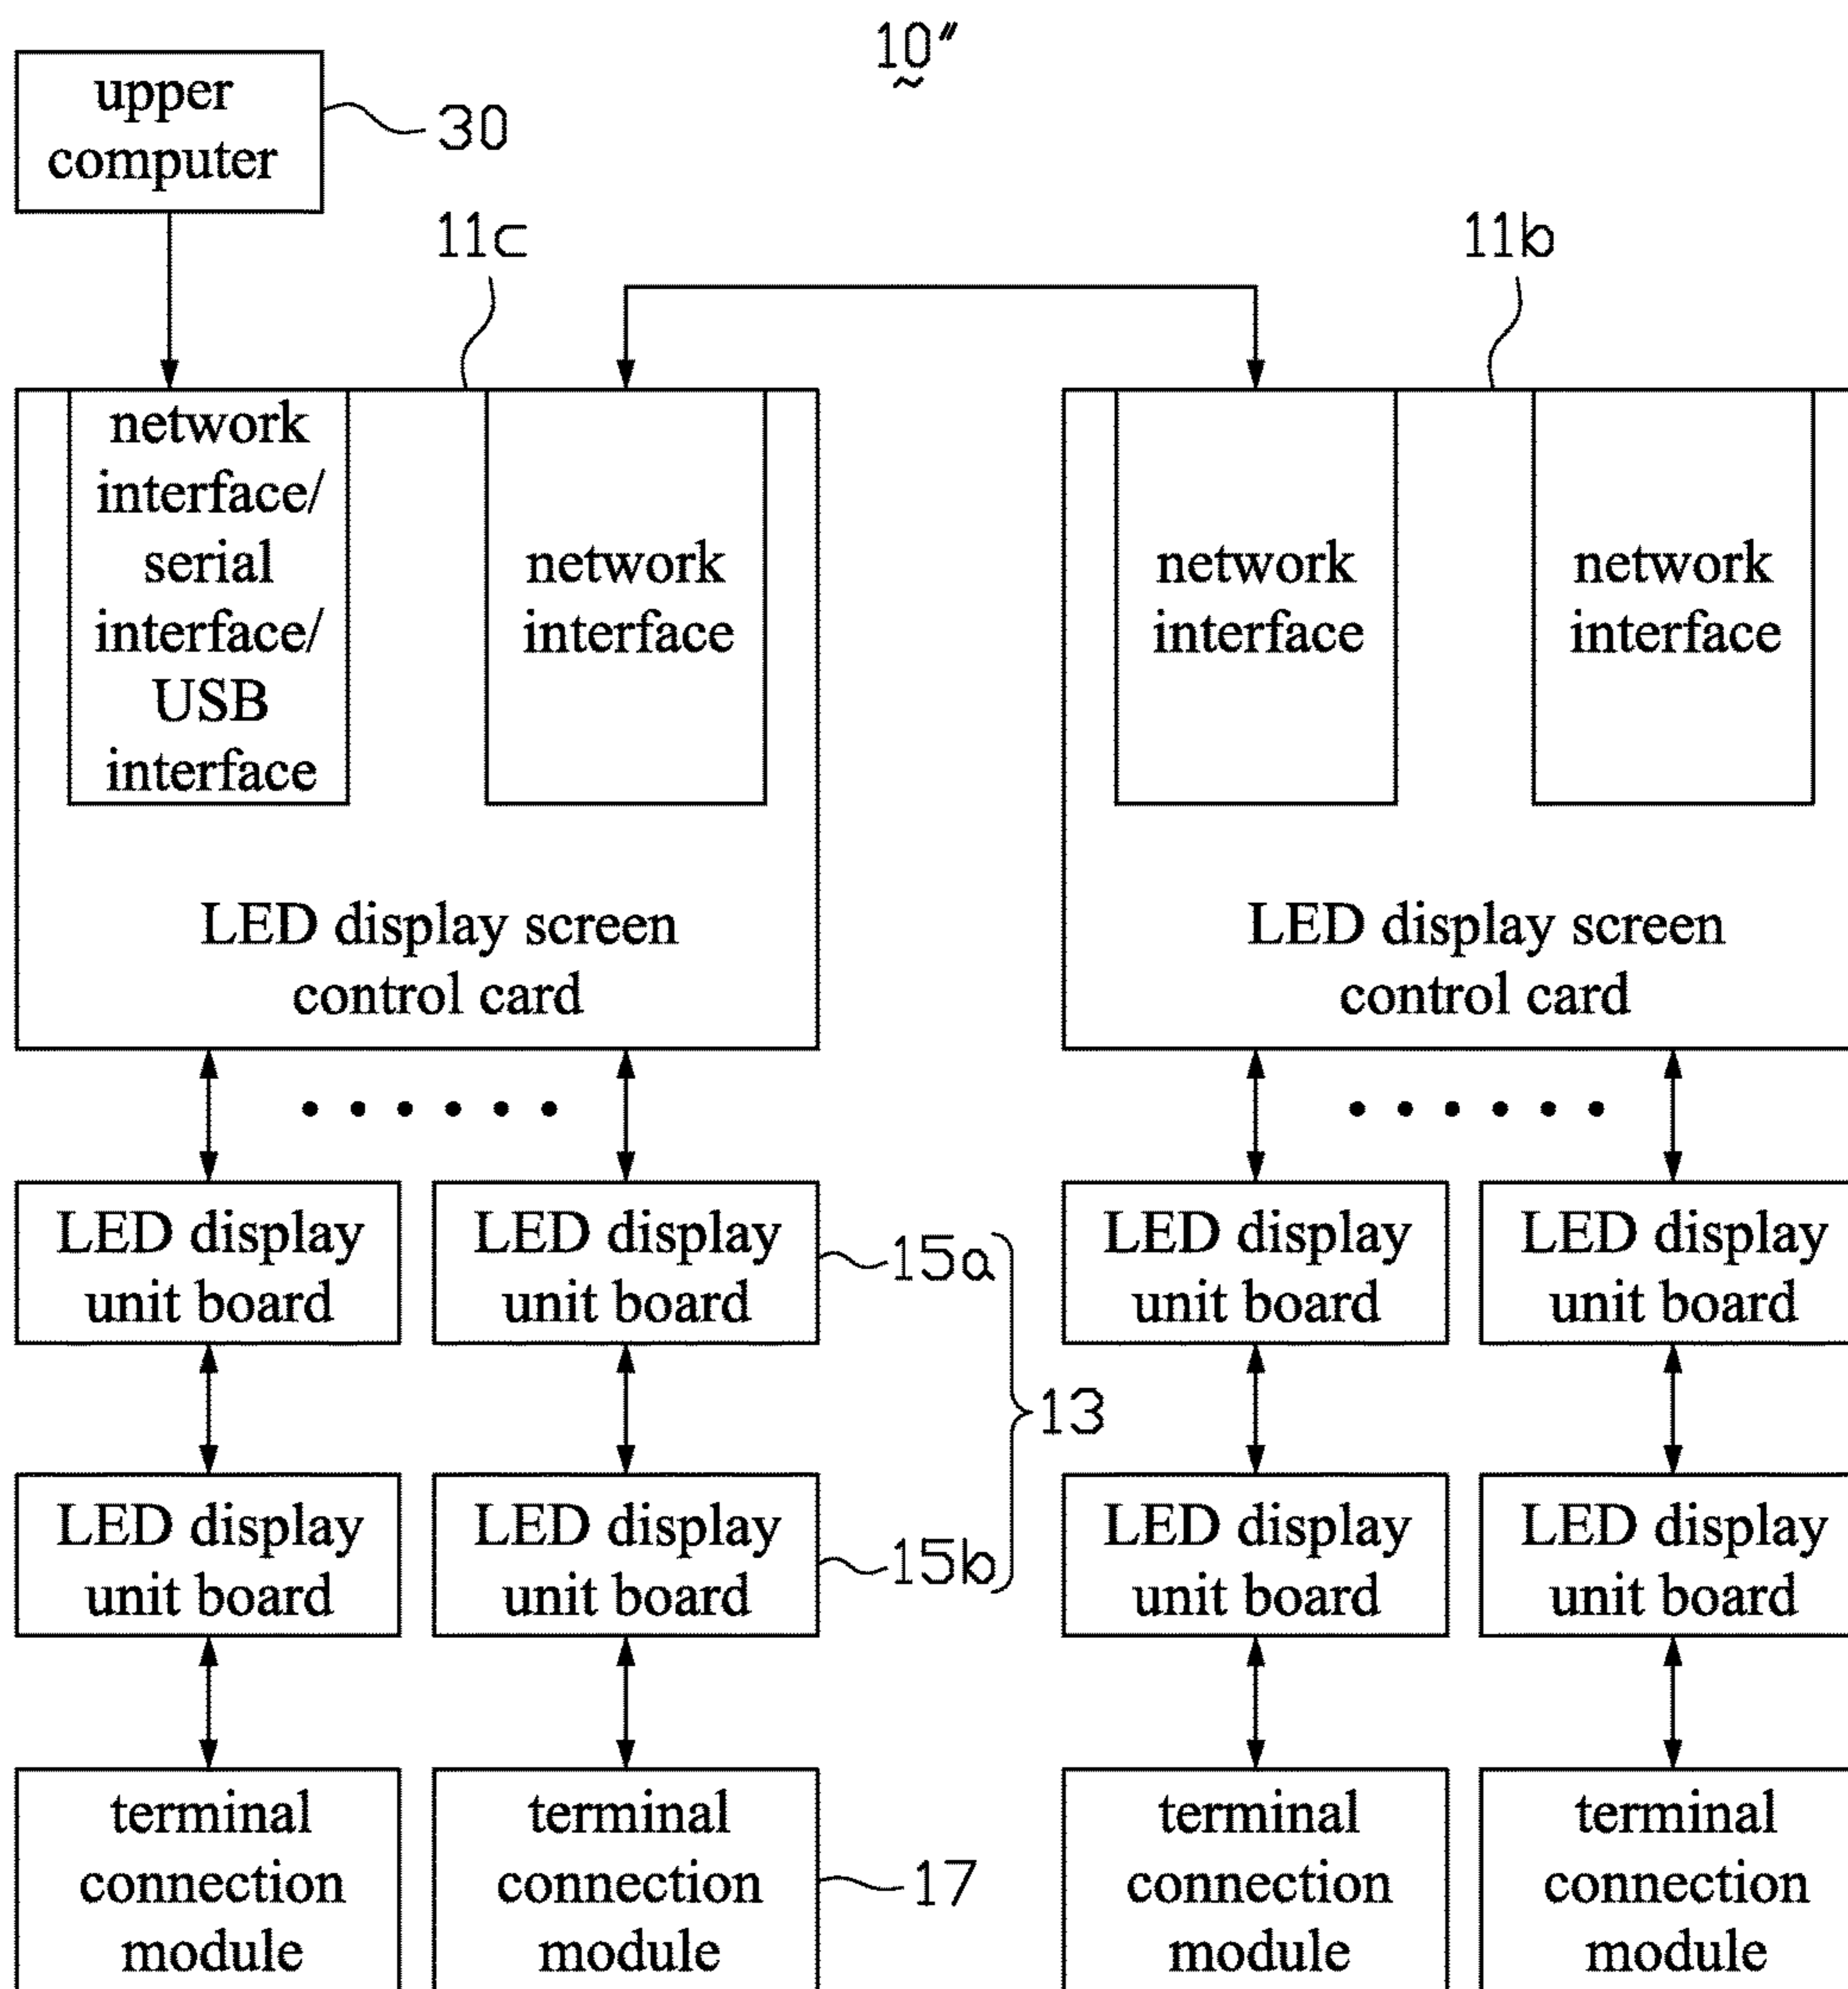 10″
upper
computer
30
11c
11b
network
interface/
serial
interface/
USB
interface
network
interface
network
interface
network
interface
LED display screen
control card
LED display screen
control card
LED display
unit board
LED display
unit board
15a
LED display
unit board
LED display
unit board
13
LED display
unit board
LED display
unit board
15b
LED display
unit board
LED display
unit board
terminal
connection
module
terminal
connection
module
17
terminal
connection
module
terminal
connection
module